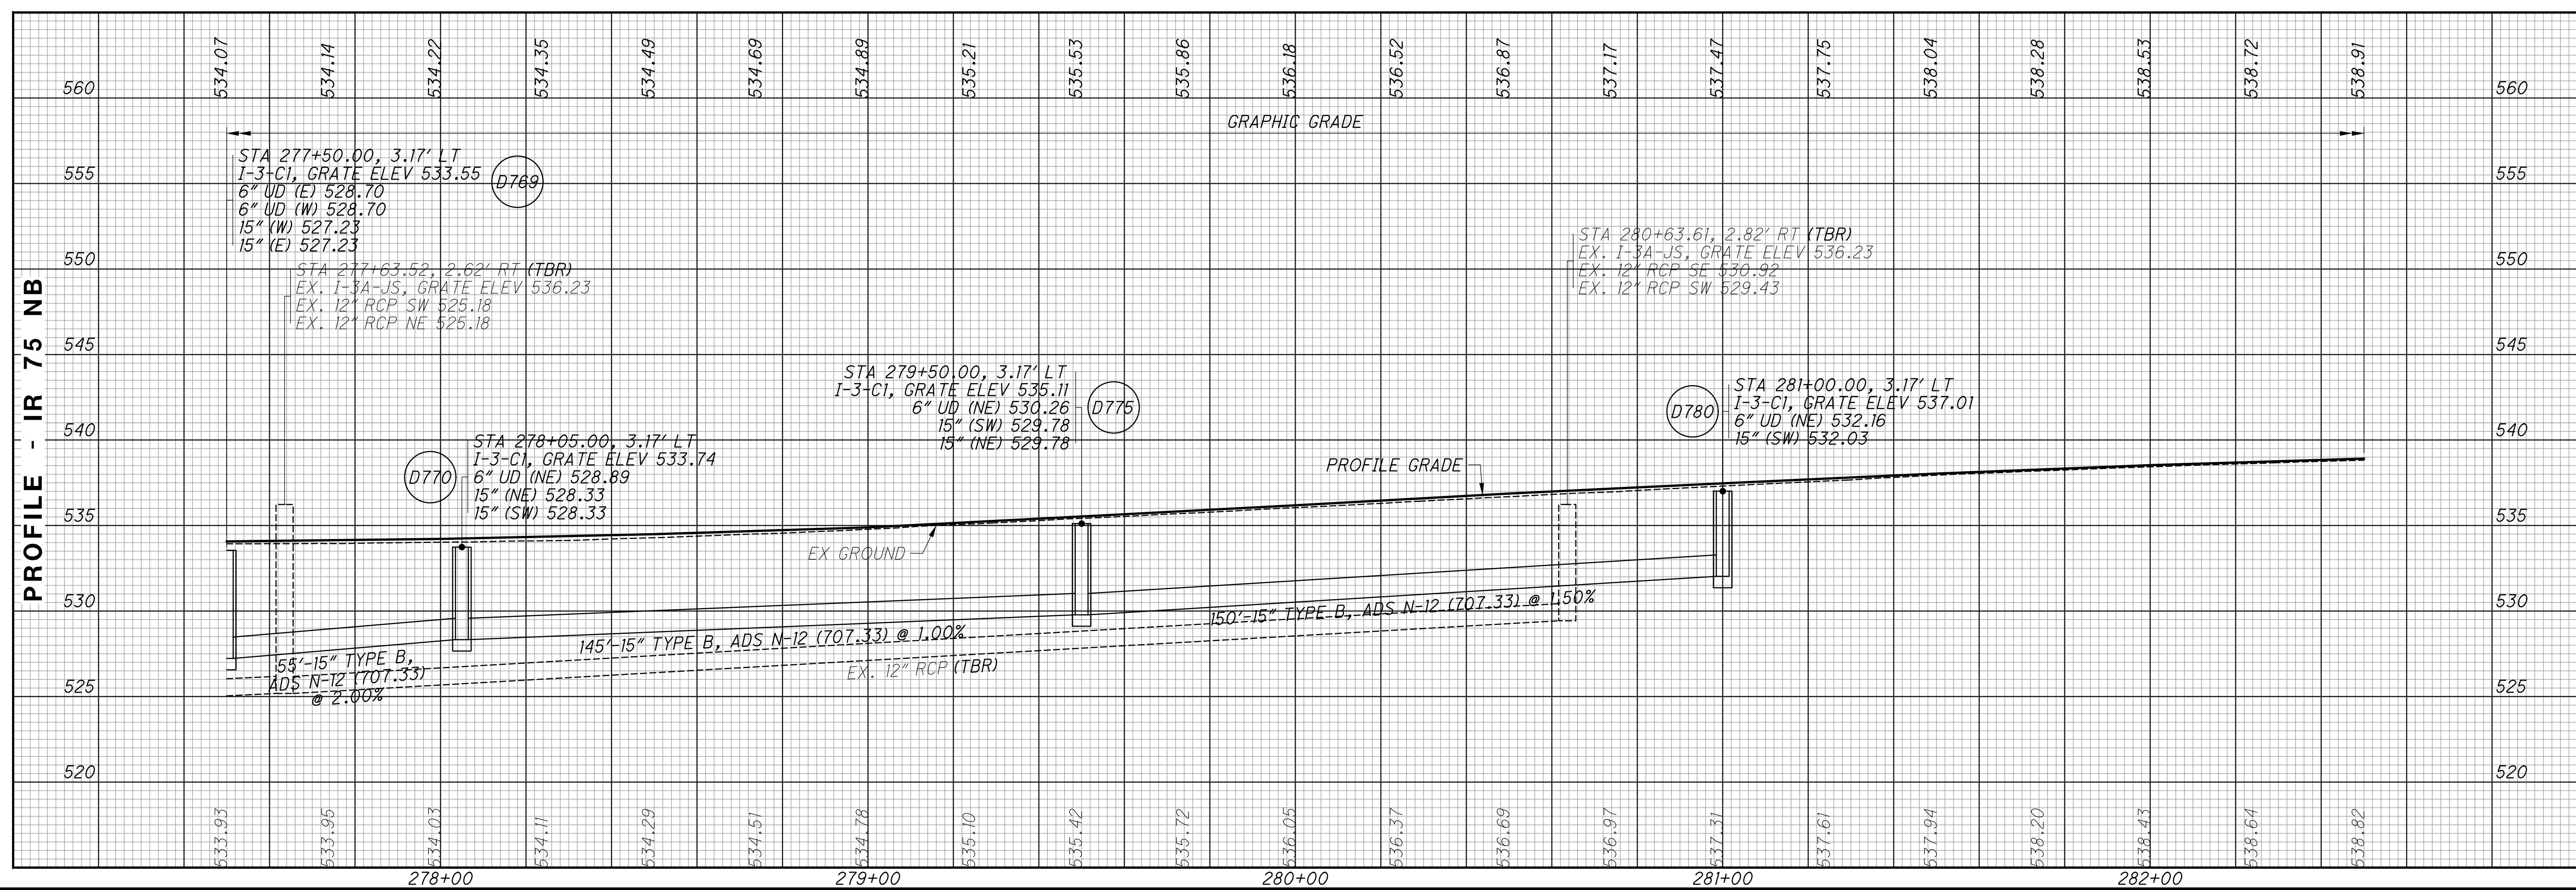 534.07
534.14
534.22
534.35
534.49
534.69
534.89
535.21
535.53
535.86
536.18
536.52
536.87
537.17
537.47
537.75
538.04
538.28
538.53
538.72
538.91
560
560
GRAPHIC GRADE
STA 277+50.00, 3.17' LT
I-3-C1, GRATE ELEV 533.55
6" UD (E) 528.70
6" UD (W) 528.70
15" (W) 527.23
15" (E) 527.23
D769
555
555
STA 277+63.52, 2.62' RT (TBR)
EX. I-3A-JS, GRATE ELEV 536.23
EX. 12" RCP SW 525.18
EX. 12" RCP NE 525.18
STA 280+63.61, 2.82' RT (TBR)
EX. I-3A-JS, GRATE ELEV 536.23
EX. 12" RCP SE 530.92
EX. 12" RCP SW 529.43
550
550
PROFILE - IR 75 NB
545
545
STA 279+50.00, 3.17' LT
I-3-C1, GRATE ELEV 535.11
6" UD (NE) 530.26
15" (SW) 529.78
15" (NE) 529.78
D775
D780
STA 281+00.00, 3.17' LT
I-3-C1, GRATE ELEV 537.01
6" UD (NE) 532.16
15" (SW) 532.03
540
540
D770
STA 278+05.00, 3.17' LT
I-3-C1, GRATE ELEV 533.74
6" UD (NE) 528.89
15" (NE) 528.33
15" (SW) 528.33
PROFILE GRADE
535
535
EX GROUND
530
530
150'-15" TYPE B, ADS N-12 (707.33) @ 1.50%
145'-15" TYPE B, ADS N-12 (707.33) @ 1.00%
55'-15" TYPE B,
ADS N-12 (707.33)
@ 2.00%
EX. 12" RCP (TBR)
525
525
520
520
533.93
533.95
534.03
534.11
534.29
534.51
534.78
535.10
535.42
535.72
536.05
536.37
536.69
536.97
537.31
537.61
537.94
538.20
538.43
538.64
538.82
278+00
279+00
280+00
281+00
282+00